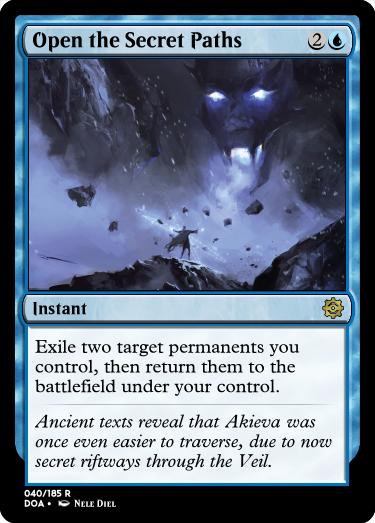 Open the Secret Paths 2
Instant
Exile two target permanents you
control, then return them to the
battlefield under your control.
Ancient texts reveal that Akieva was
once even easier to traverse, due to now
secret riftways through the Veil.
040/185 R
DOA • Nele Diel